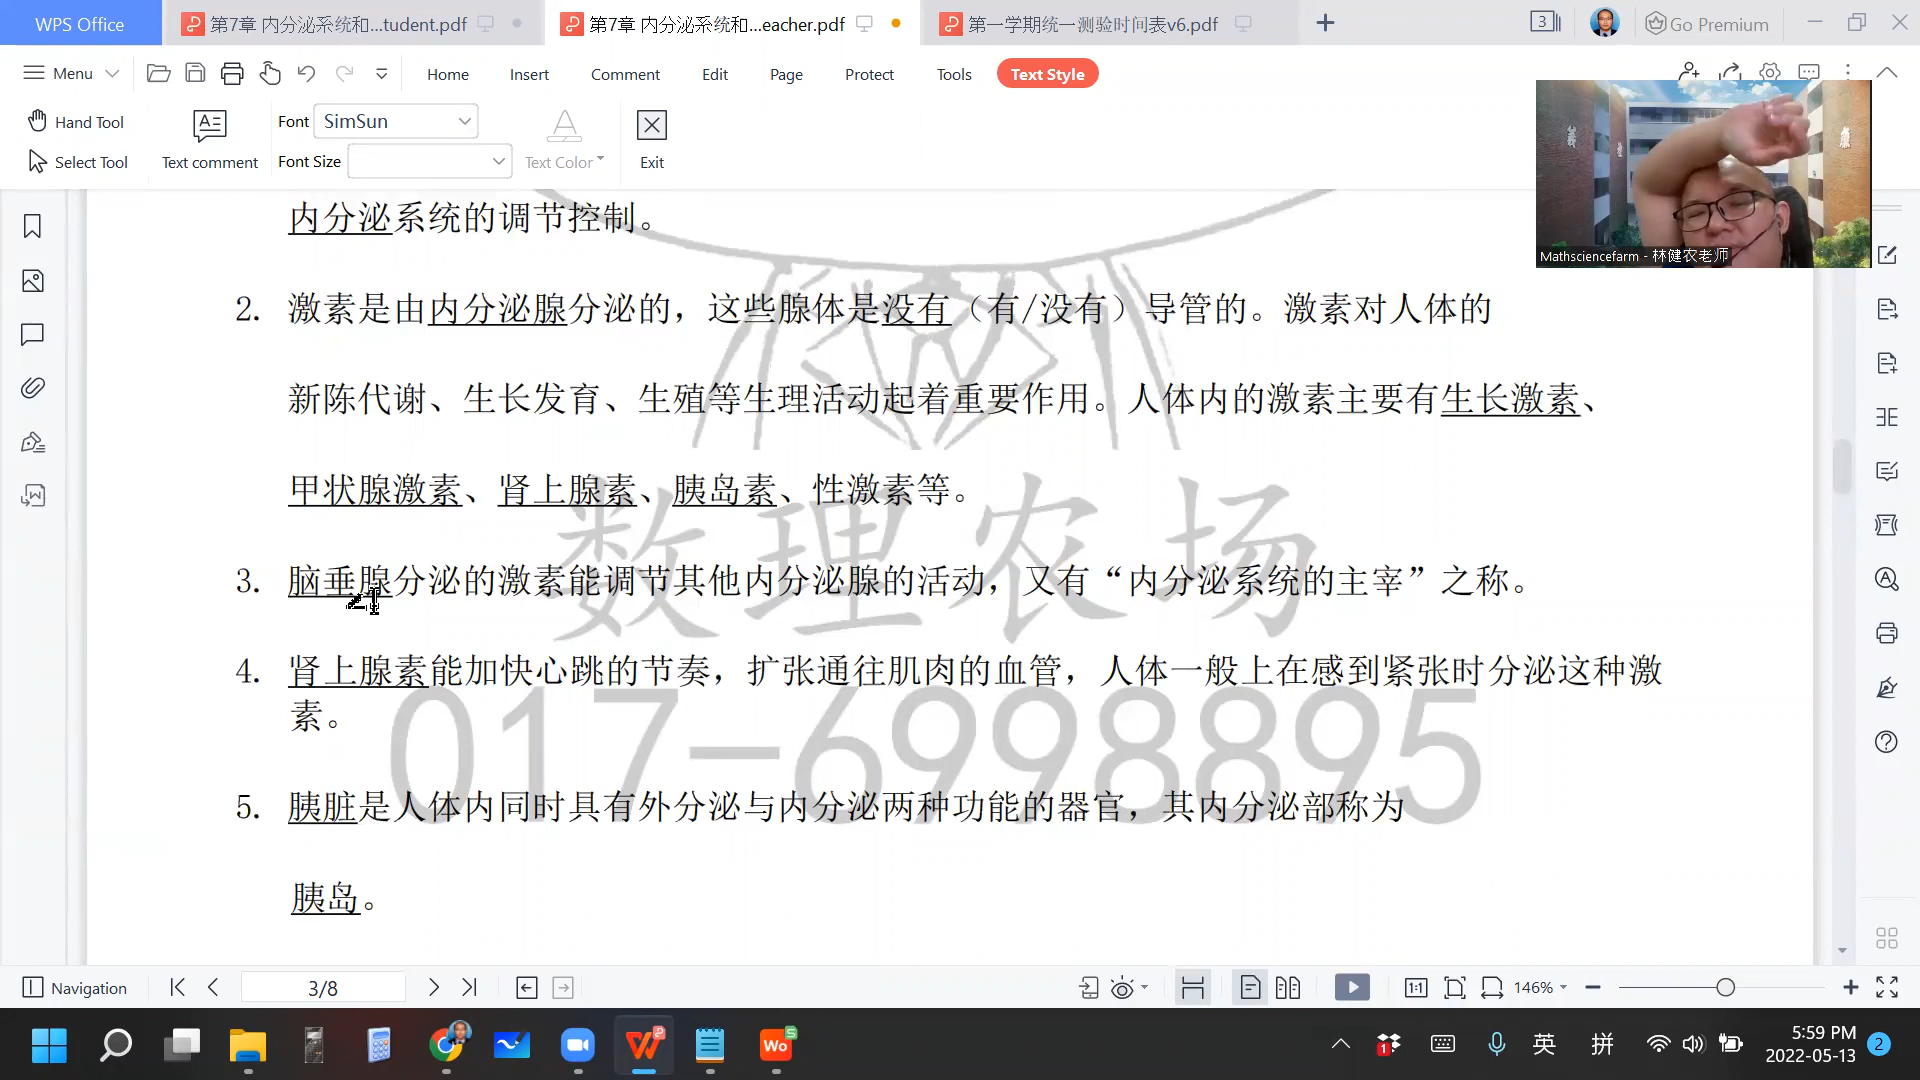 WPS Office
第7章 内分泌系统和...tudent.pdf
第7章 内分泌系统和...eacher.pdf
第一学期统一测验时间表v6.pdf
3
Go Premium
Menu
Home
Insert
Comment
Edit
Page
Protect
Tools
Text Style
Hand Tool
Select Tool
Text comment
Font
SimSun
Font Size
Text Color
Exit
Mathsciencefarm - 林健农老师
内分泌系统的调节控制。
2. 激素是由内分泌腺分泌的，这些腺体是没有（有/没有）导管的。激素对人体的
新陈代谢、生长发育、生殖等生理活动起着重要作用。人体内的激素主要有生长激素、
甲状腺激素、肾上腺素、胰岛素、性激素等。
3. 脑垂腺分泌的激素能调节其他内分泌腺的活动，又有“内分泌系统的主宰”之称。
4. 肾上腺素能加快心跳的节奏，扩张通往肌肉的血管，人体一般上在感到紧张时分泌这种激
素。
5. 胰脏是人体内同时具有外分泌与内分泌两种功能的器官，其内分泌部称为
胰岛。
数理农场
017-6998895
Navigation
3/8
1:1
146%
1
英
拼
5:59 PM
2022-05-13
2